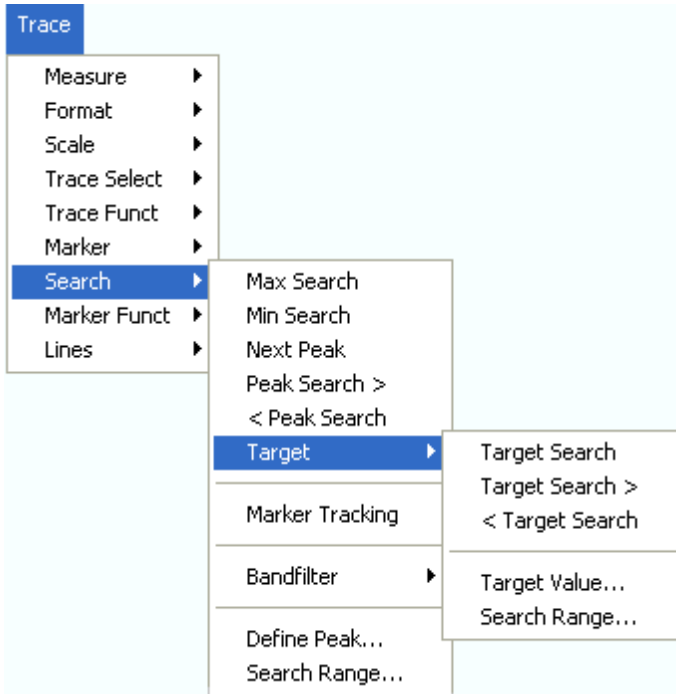 Trace
Measure
Format
Scale
Trace Select
Trace Funct
Marker
Search
Marker Funct
Lines
Max Search
Min Search
Next Peak
Peak Search >
< Peak Search
Target
Marker Tracking
Bandfilter
Define Peak...
Search Range...
Target Search
Target Search >
< Target Search
Target Value...
Search Range...